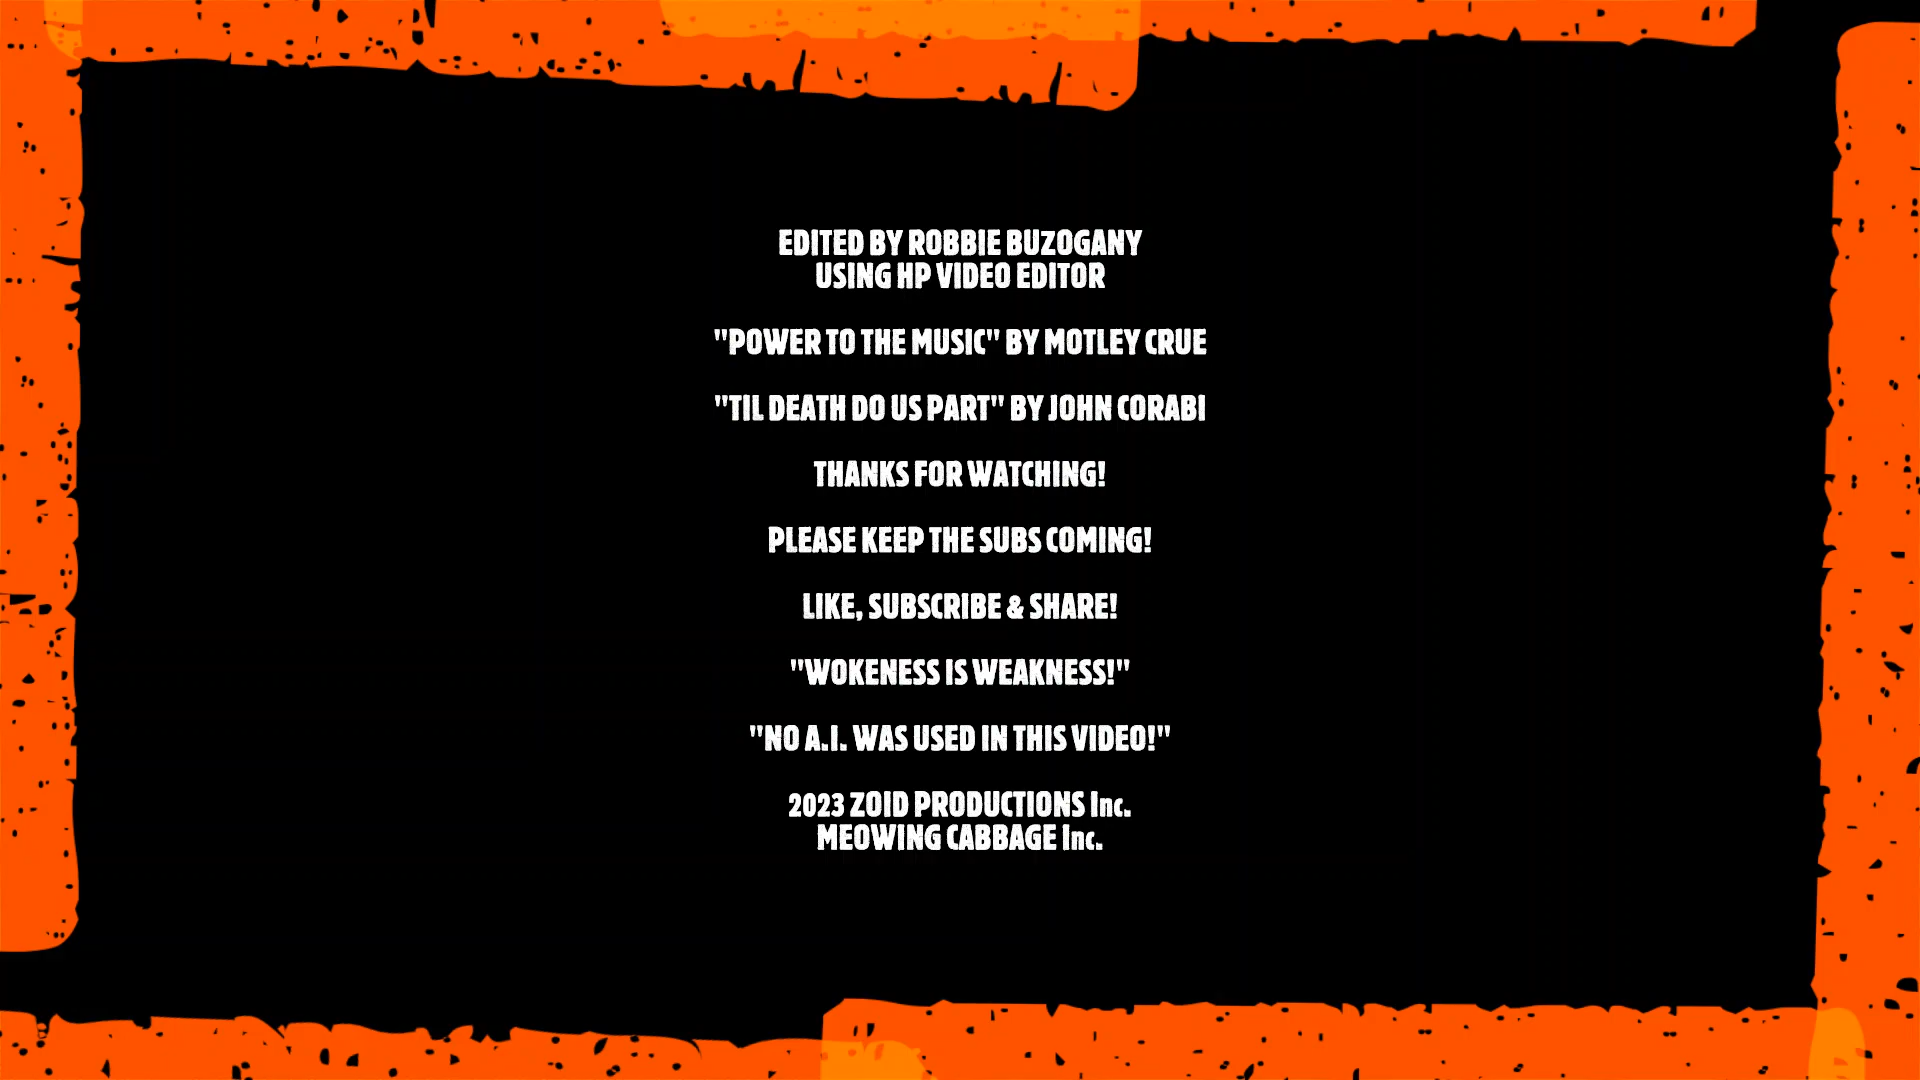 EDITED BY ROBBIE BUZOGANY
USING HP VIDEO EDITOR
"POWER TO THE MUSIC" BY MOTLEY CRUE
"TIL DEATH DO US PART" BY JOHN CORABI
THANKS FOR WATCHING!
PLEASE KEEP THE SUBS COMING!
LIKE, SUBSCRIBE & SHARE!
"WOKENESS IS WEAKNESS!"
"NO A.I. WAS USED IN THIS VIDEO!"
2023 ZOID PRODUCTIONS Inc.
MEOWING CABBAGE Inc.